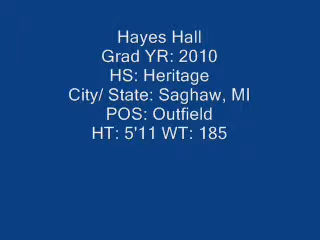 Hayes Hall
Grad YR: 2010
HS: Heritage
City/ State: Saghaw, MI
POS: Outfield
HT: 5'11 WT: 185